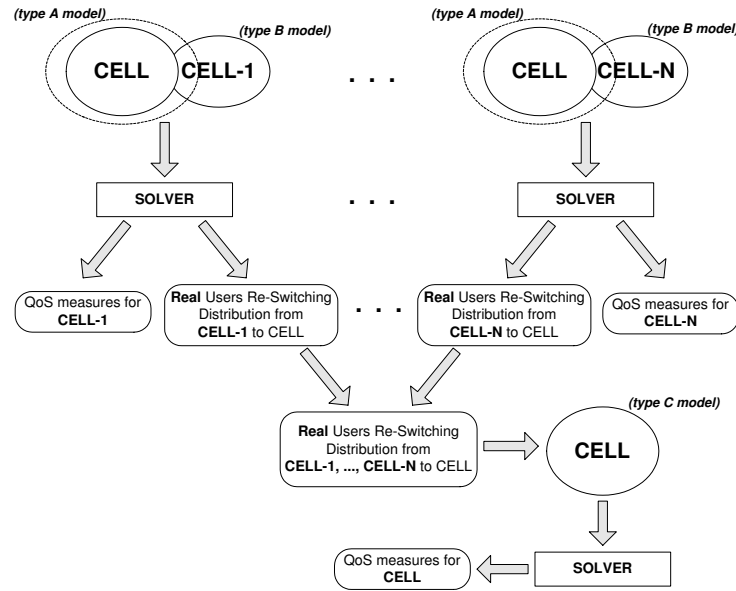 (type A model)
(type B model)
CELL
CELL-1
. . .
(type A model)
(type B model)
CELL
CELL-N
SOLVER
. . .
SOLVER
QoS measures for
CELL-1
Real Users Re-Switching
Distribution from
CELL-1 to CELL
. . .
Real Users Re-Switching
Distribution from
CELL-N to CELL
QoS measures for
CELL-N
Real Users Re-Switching
Distribution from
CELL-1, ..., CELL-N to CELL
(type C model)
CELL
QoS measures for
CELL
SOLVER